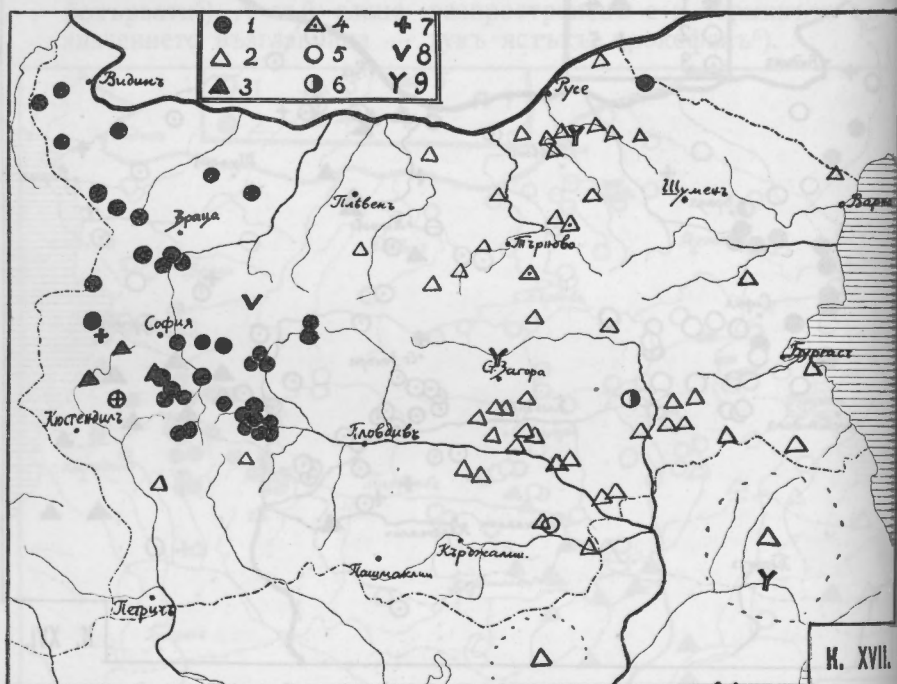 1 4 7
2 5 8
3 6 9
Видинъ
Русе
Плѣвенъ
Шуменъ
Варна
Враца
Търново
София
С. Загора
Бургасъ
Кюстендилъ
Пловдивъ
Кърджали.
Пашмакли
Петричъ
К. XVII.